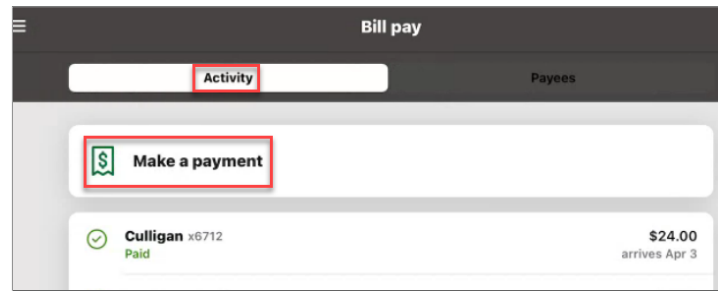 Bill pay
Activity
Payees
Make a payment
Culligan x6712
$24.00
Paid
arrives Apr 3